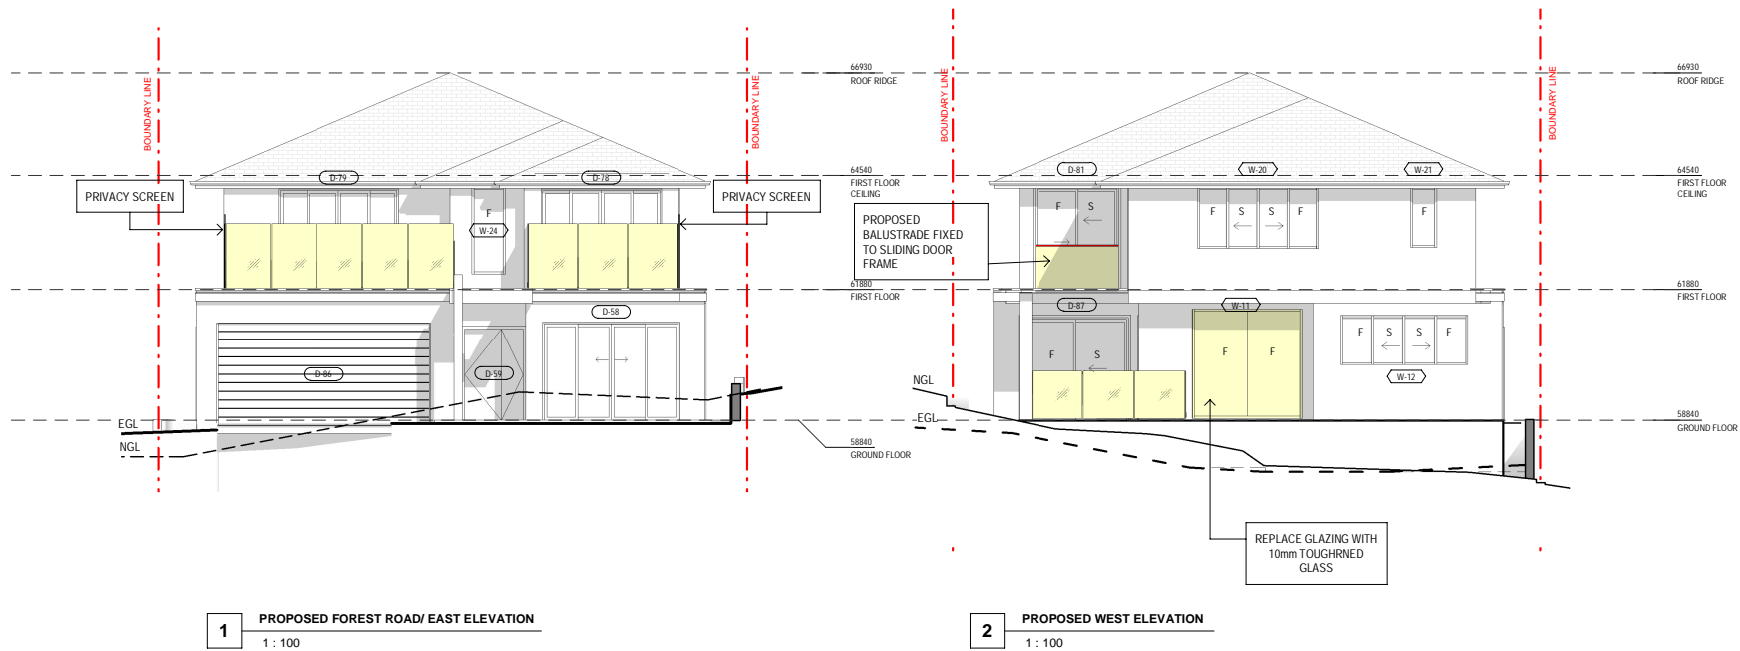 BOUNDARY LINE
PRIVACY SCREEN
D-79
D-78
F
W-24
BOUNDARY LINE
PRIVACY SCREEN
66930
ROOF RIDGE
64540
FIRST FLOOR
CEILING
61880
FIRST FLOOR
58840
GROUND FLOOR
D-58
D-86
D-59
EGL
NGL
1
PROPOSED FOREST ROAD/ EAST ELEVATION
1 : 100
BOUNDARY LINE
PROPOSED
BALUSTRADE FIXED
TO SLIDING DOOR
FRAME
D-81
W-20
W-21
F S
F S S F
F
D-87
W-11
F S
F F
F S S F
W-12
NGL
EGL
BOUNDARY LINE
66930
ROOF RIDGE
64540
FIRST FLOOR
CEILING
61880
FIRST FLOOR
58840
GROUND FLOOR
REPLACE GLAZING WITH
10mm TOUGHRNED
GLASS
2
PROPOSED WEST ELEVATION
1 : 100